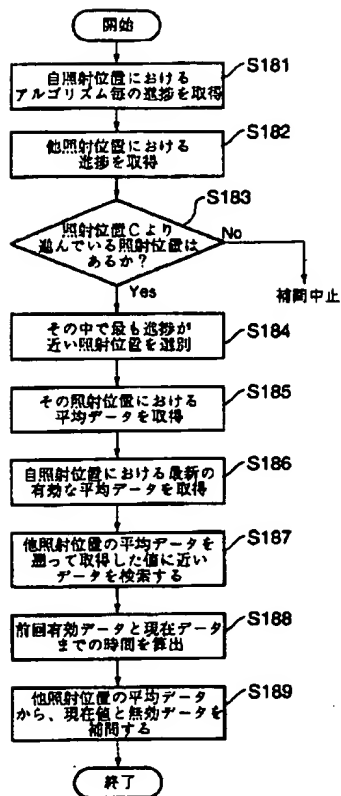 開始
自照射位置における
アルゴリズム毎の進捗を取得
S181
他照射位置における
進捗を取得
S182
照射位置Cより
進んでいる照射位置は
あるか？
S183
No
補間中止
Yes
その中で最も進捗が
近い照射位置を選別
S184
その照射位置における
平均データを取得
S185
自照射位置における最新の
有効な平均データを取得
S186
他照射位置の平均データを
遡って取得した値に近い
データを検索する
S187
前回有効データと現在データ
までの時間を算出
S188
他照射位置の平均データ
から、現在値と無効データを
補間する
S189
終了